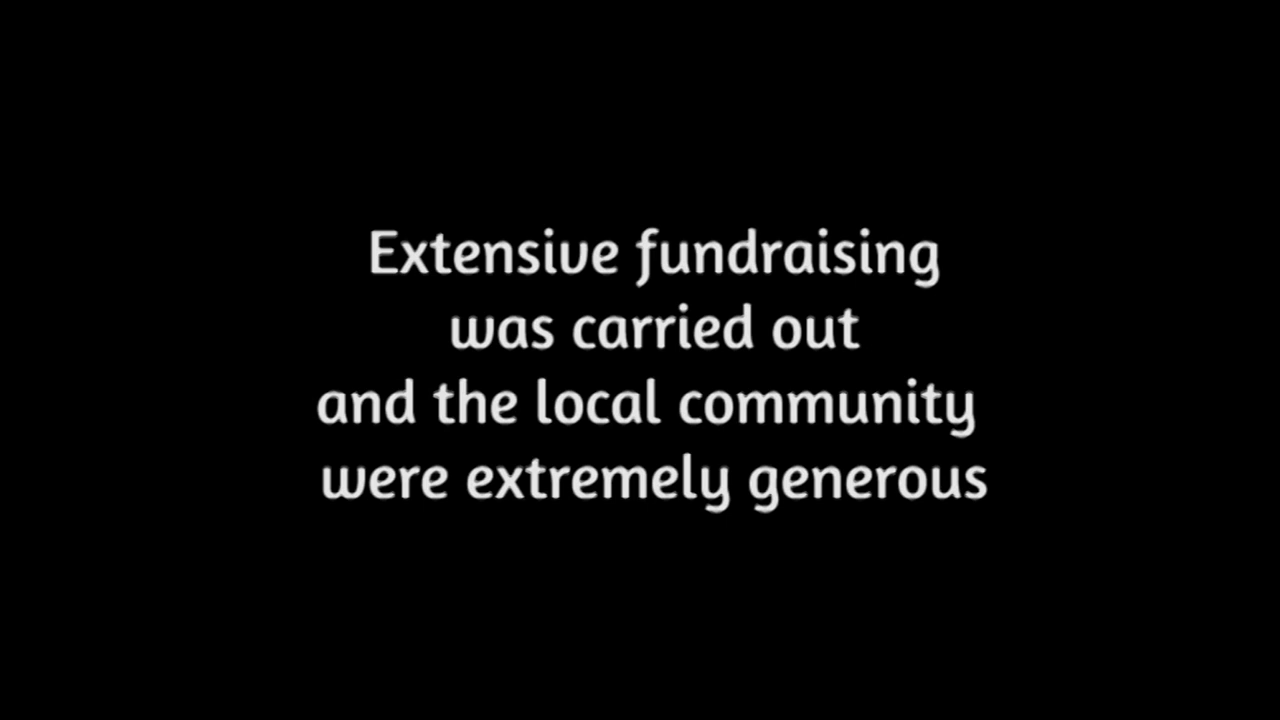 Extensive fundraising
was carried out
and the local community
were extremely generous